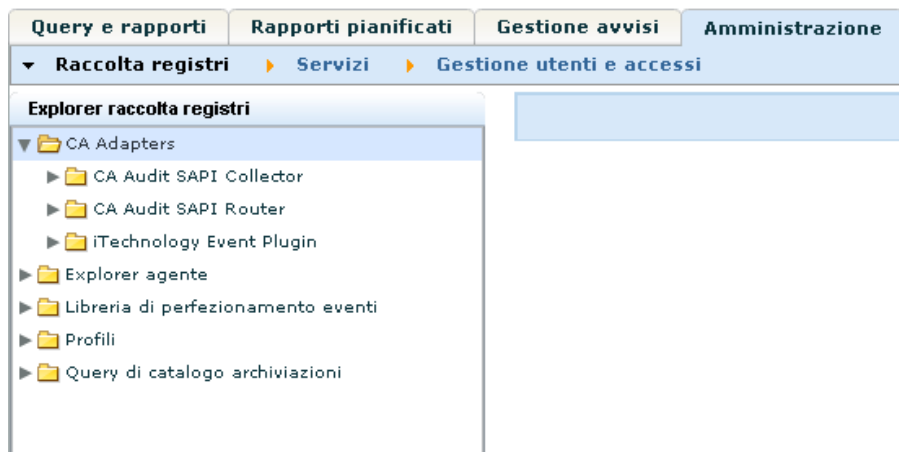 Query e rapporti Rapporti pianificati Gestione avvisi Amministrazione
Raccolta registri Servizi Gestione utenti e accessi
Explorer raccolta registri
CA Adapters
CA Audit SAPI Collector
CA Audit SAPI Router
iTechnology Event Plugin
Explorer agente
Libreria di perfezionamento eventi
Profili
Query di catalogo archiviazioni